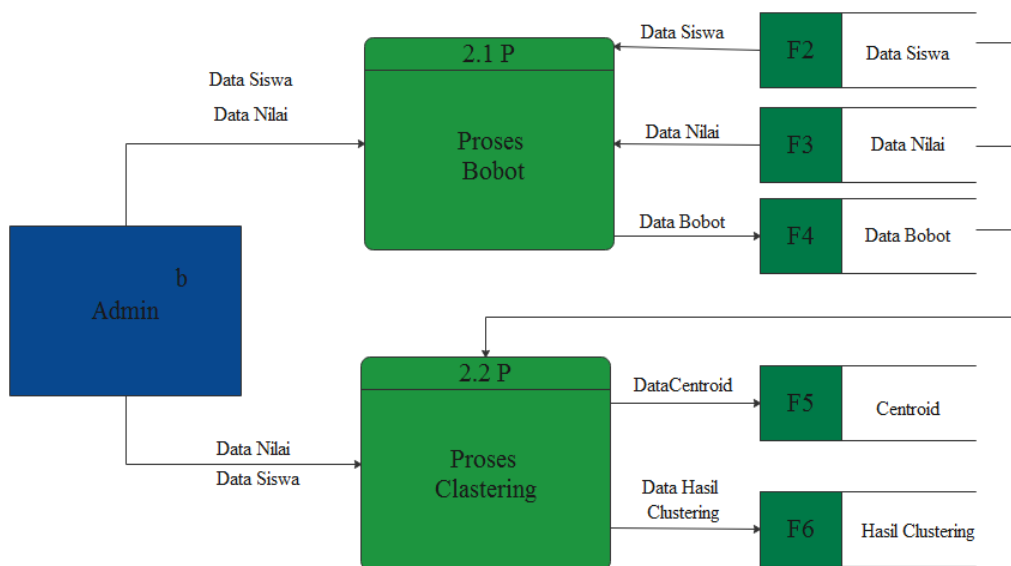 Data Siswa
Data Nilai
b
Admin
Data Nilai
Data Siswa
2.1 P
Proses
Bobot
Data Siswa
Data Nilai
Data Bobot
F2
Data Siswa
F3
Data Nilai
F4
Data Bobot
2.2 P
Proses
Clastering
DataCentroid
Data Hasil
Clustering
F5
Centroid
F6
Hasil Clustering